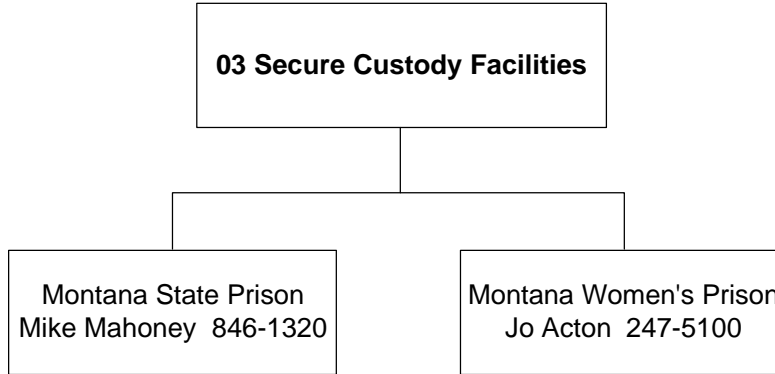 03 Secure Custody Facilities
Montana State Prison
Mike Mahoney  846-1320
Montana Women's Prison
Jo Acton  247-5100